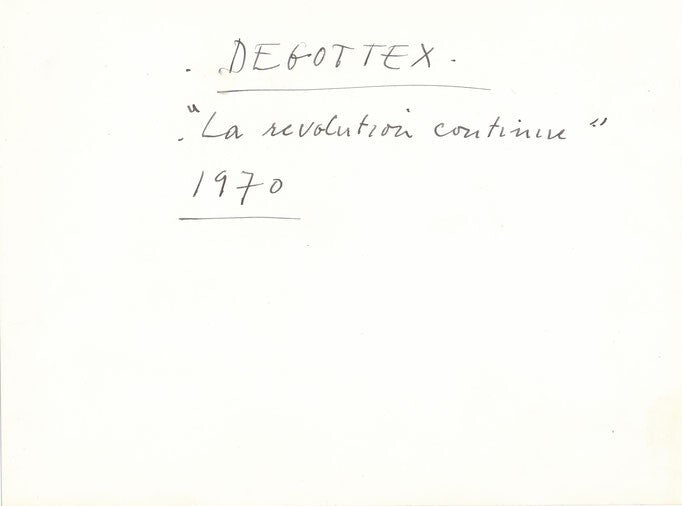 . DEGOTTEX.
. "La revolution continue"
1970